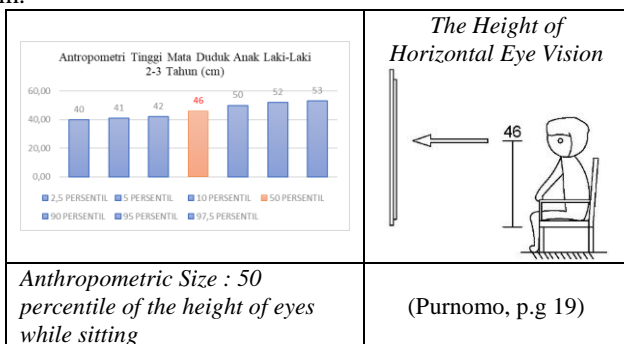 m.
Antropometri Tinggi Mata Duduk Anak Laki-Laki
2-3 Tahun (cm)
60,00
40,00
20,00
0,00
40
41
42
46
50
52
53
2,5 PERSENTIL 5 PERSENTIL 10 PERSENTIL 50 PERSENTIL
90 PERSENTIL 95 PERSENTIL 97,5 PERSENTIL
The Height of
Horizontal Eye Vision
46
Anthropometric Size : 50
percentile of the height of eyes
while sitting
(Purnomo, p.g 19)